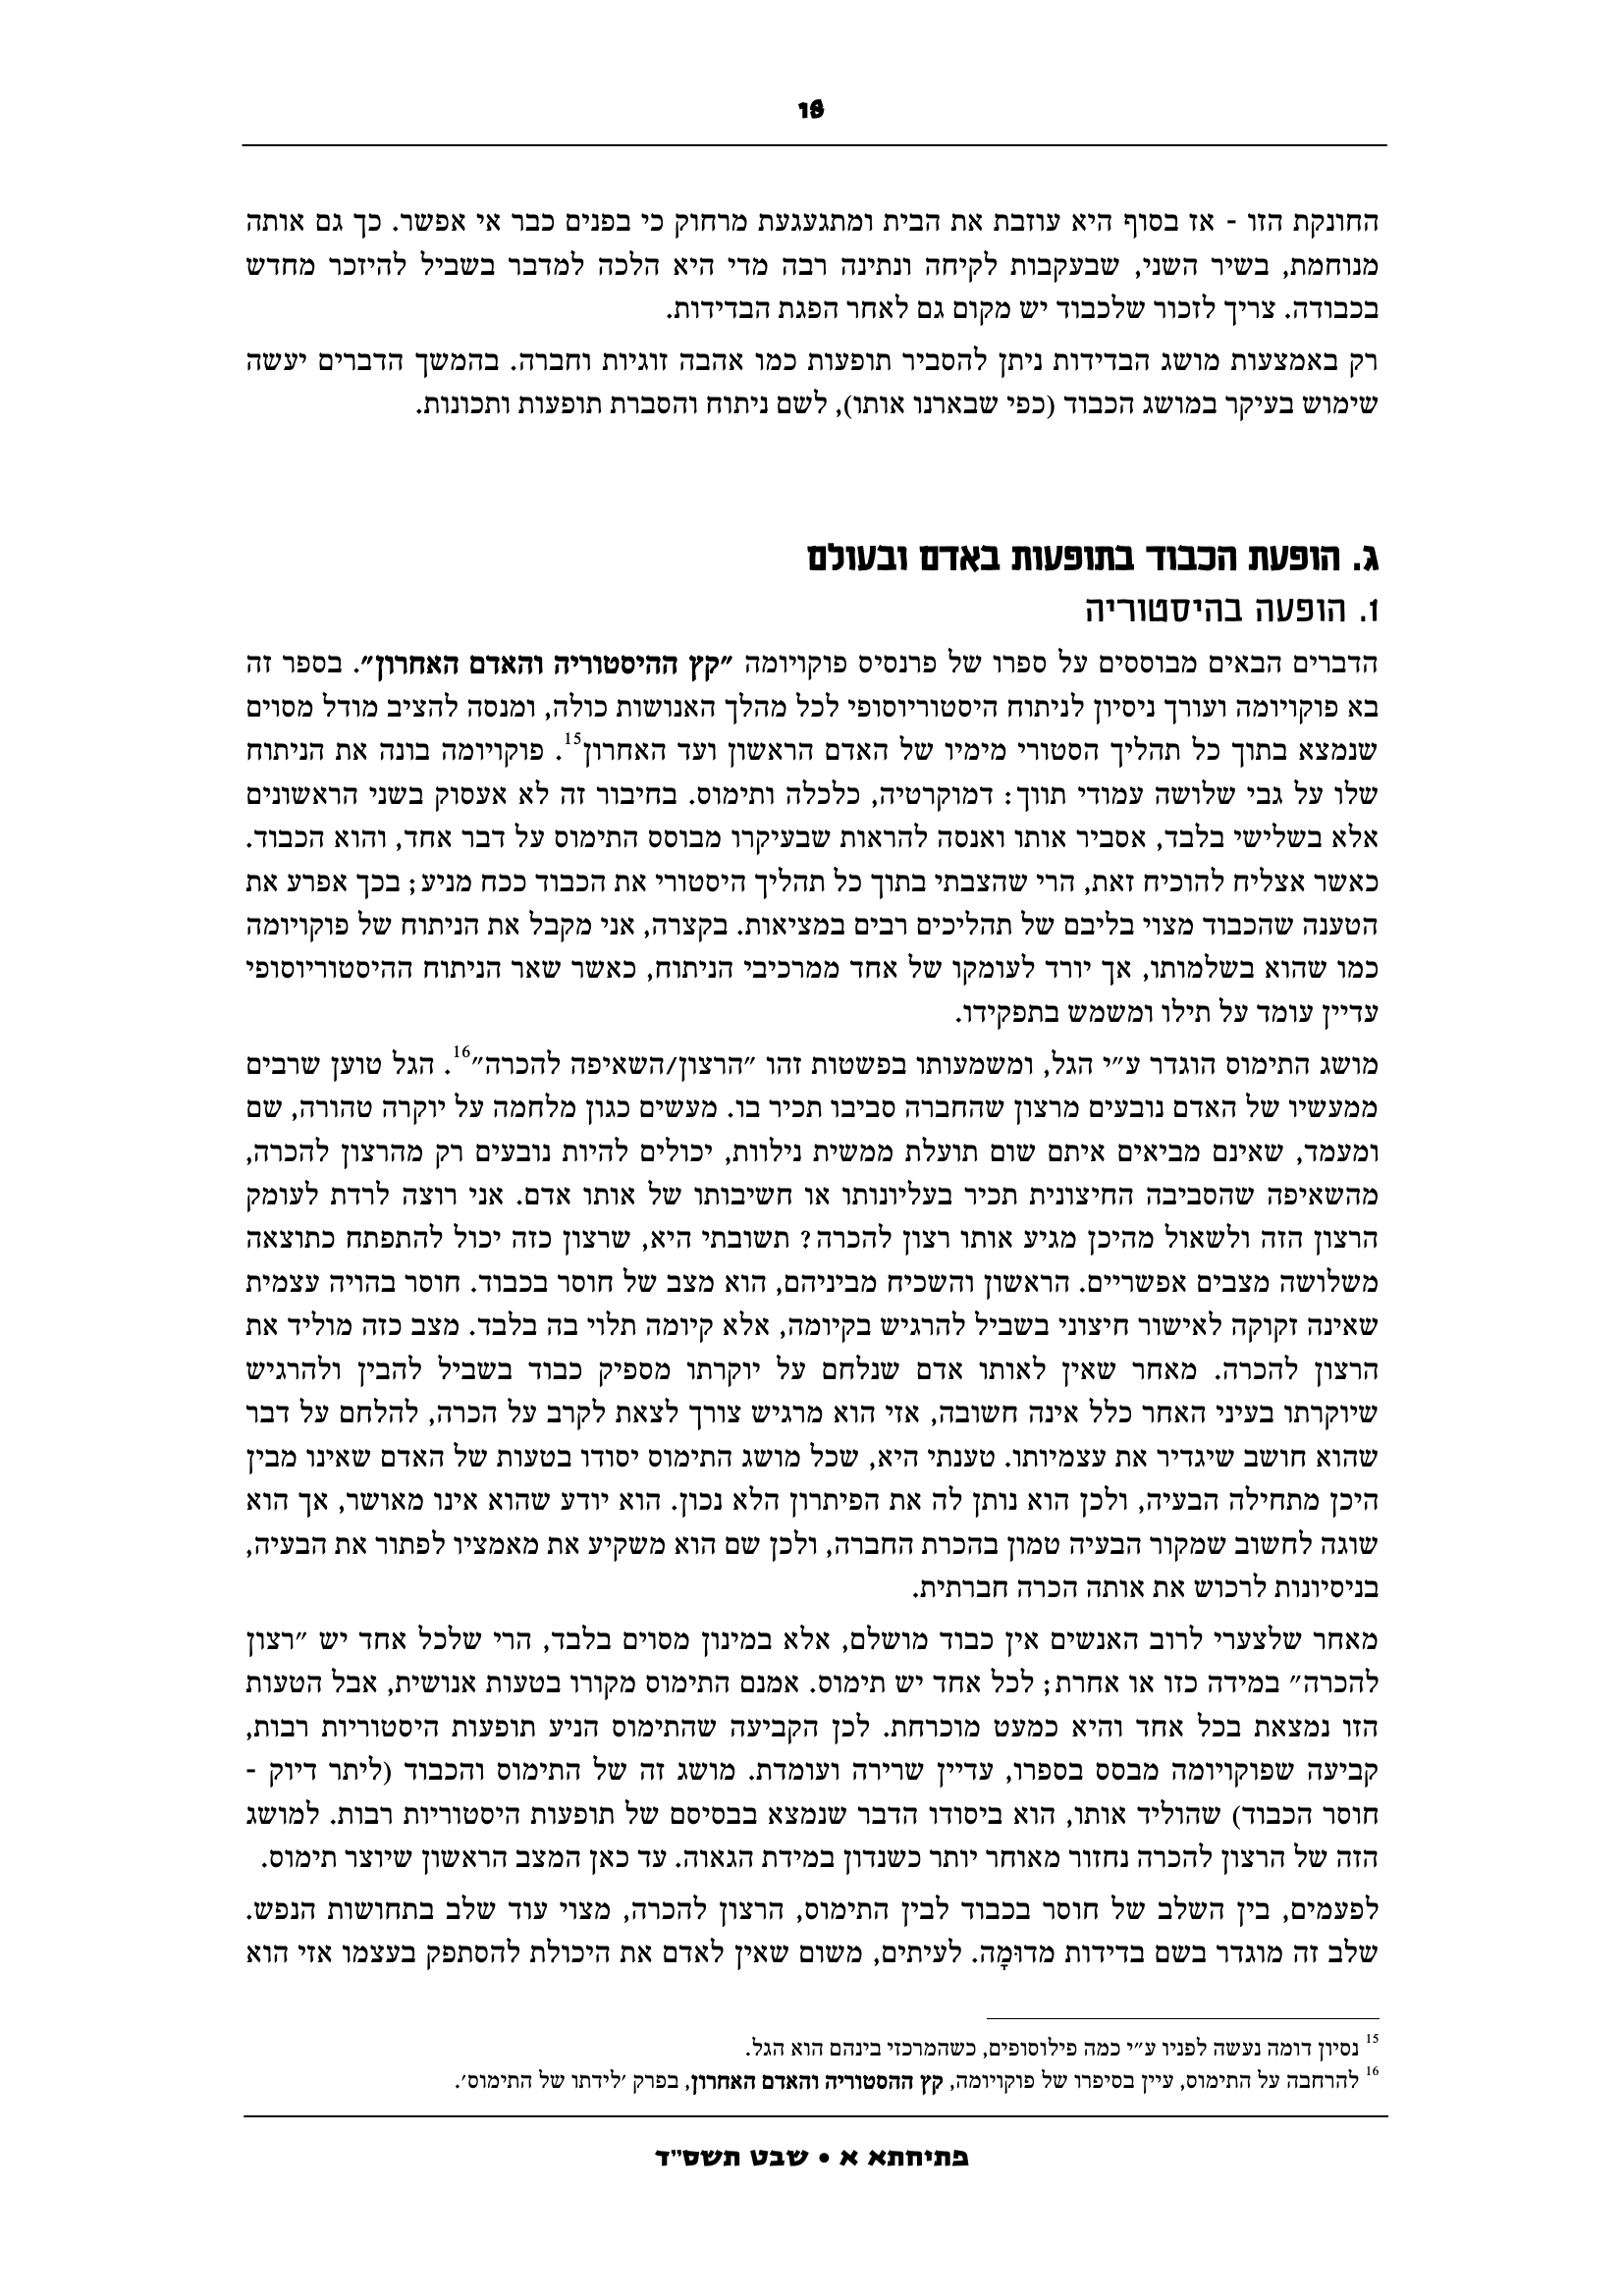 18
החונקת הזו - אז בסוף היא עוזבת את הבית ומתגעגעת מרחוק כי בפנים כבר אי אפשר. כך גם אותה
מנוחמת, בשיר השני, שבעקבות לקיחה ונתינה רבה מדי היא הלכה למדבר בשביל להיזכר מחדש
בכבודה. צריך לזכור שלכבוד יש מקום גם לאחר הפגת הבדידות.
רק באמצעות מושג הבדידות ניתן להסביר תופעות כמו אהבה זוגיות וחברה. בהמשך הדברים יעשה
שימוש בעיקר במושג הכבוד (כפי שבארנו אותו), לשם ניתוח והסברת תופעות ותכונות.
ג. הופעת הכבוד בתופעות באדם ובעולם
1. הופעה בהיסטוריה
הדברים הבאים מבוססים על ספרו של פרנסיס פוקויומה ״קץ ההיסטוריה והאדם האחרון״. בספר זה
בא פוקויומה ועורך ניסיון לניתוח היסטוריוסופי לכל מהלך האנושות כולה, ומנסה להציב מודל מסוים
שנמצא בתוך כל תהליך הסטורי מימיו של האדם הראשון ועד האחרון15. פוקויומה בונה את הניתוח
שלו על גבי שלושה עמודי תווך: דמוקרטיה, כלכלה ותימוס. בחיבור זה לא אעסוק בשני הראשונים
אלא בשלישי בלבד, אסביר אותו ואנסה להראות שבעיקרו מבוסס התימוס על דבר אחד, והוא הכבוד.
כאשר אצליח להוכיח זאת, הרי שהצבתי בתוך כל תהליך היסטורי את הכבוד ככח מניע; בכך אפרע את
הטענה שהכבוד מצוי בליבם של תהליכים רבים במציאות. בקצרה, אני מקבל את הניתוח של פוקויומה
כמו שהוא בשלמותו, אך יורד לעומקו של אחד ממרכיבי הניתוח, כאשר שאר הניתוח ההיסטוריוסופי
עדיין עומד על תילו ומשמש בתפקידו.
מושג התימוס הוגדר ע״י הגל, ומשמעותו בפשטות זהו ״הרצון/השאיפה להכרה״16. הגל טוען שרבים
ממעשיו של האדם נובעים מרצון שהחברה סביבו תכיר בו. מעשים כגון מלחמה על יוקרה טהורה, שם
ומעמד, שאינם מביאים איתם שום תועלת ממשית נילוות, יכולים להיות נובעים רק מהרצון להכרה,
מהשאיפה שהסביבה החיצונית תכיר בעליונותו או חשיבותו של אותו אדם. אני רוצה לרדת לעומק
הרצון הזה ולשאול מהיכן מגיע אותו רצון להכרה? תשובתי היא, שרצון כזה יכול להתפתח כתוצאה
משלושה מצבים אפשריים. הראשון והשכיח מביניהם, הוא מצב של חוסר בכבוד. חוסר בהויה עצמית
שאינה זקוקה לאישור חיצוני בשביל להרגיש בקיומה, אלא קיומה תלוי בה בלבד. מצב כזה מוליד את
הרצון להכרה. מאחר שאין לאותו אדם שנלחם על יוקרתו מספיק כבוד בשביל להבין ולהרגיש
שיוקרתו בעיני האחר כלל אינה חשובה, אזי הוא מרגיש צורך לצאת לקרב על הכרה, להלחם על דבר
שהוא חושב שיגדיר את עצמיותו. טענתי היא, שכל מושג התימוס יסודו בטעות של האדם שאינו מבין
היכן מתחילה הבעיה, ולכן הוא נותן לה את הפיתרון הלא נכון. הוא יודע שהוא אינו מאושר, אך הוא
שוגה לחשוב שמקור הבעיה טמון בהכרת החברה, ולכן שם הוא משקיע את מאמציו לפתור את הבעיה,
בניסיונות לרכוש את אותה הכרה חברתית.
מאחר שלצערי לרוב האנשים אין כבוד מושלם, אלא במינון מסוים בלבד, הרי שלכל אחד יש ״רצון
להכרה״ במידה כזו או אחרת; לכל אחד יש תימוס. אמנם התימוס מקורו בטעות אנושית, אבל הטעות
הזו נמצאת בכל אחד והיא כמעט מוכרחת. לכן הקביעה שהתימוס הניע תופעות היסטוריות רבות,
קביעה שפוקויומה מבסס בספרו, עדיין שרירה ועומדת. מושג זה של התימוס והכבוד (ליתר דיוק -
חוסר הכבוד) שהוליד אותו, הוא ביסודו הדבר שנמצא בבסיסם של תופעות היסטוריות רבות. למושג
הזה של הרצון להכרה נחזור מאוחר יותר כשנדון במידת הגאוה. עד כאן המצב הראשון שיוצר תימוס.
לפעמים, בין השלב של חוסר בכבוד לבין התימוס, הרצון להכרה, מצוי עוד שלב בתחושות הנפש.
שלב זה מוגדר בשם בדידות מדוּמָה. לעיתים, משום שאין לאדם את היכולת להסתפק בעצמו אזי הוא
15 נסיון דומה נעשה לפניו ע״י כמה פילוסופים, כשהמרכזי בינהם הוא הגל.
16 להרחבה על התימוס, עיין בסיפרו של פוקויומה, קץ ההסטוריה והאדם האחרון, בפרק ׳לידתו של התימוס׳.
פתיחתא א • שבט תשס״ד